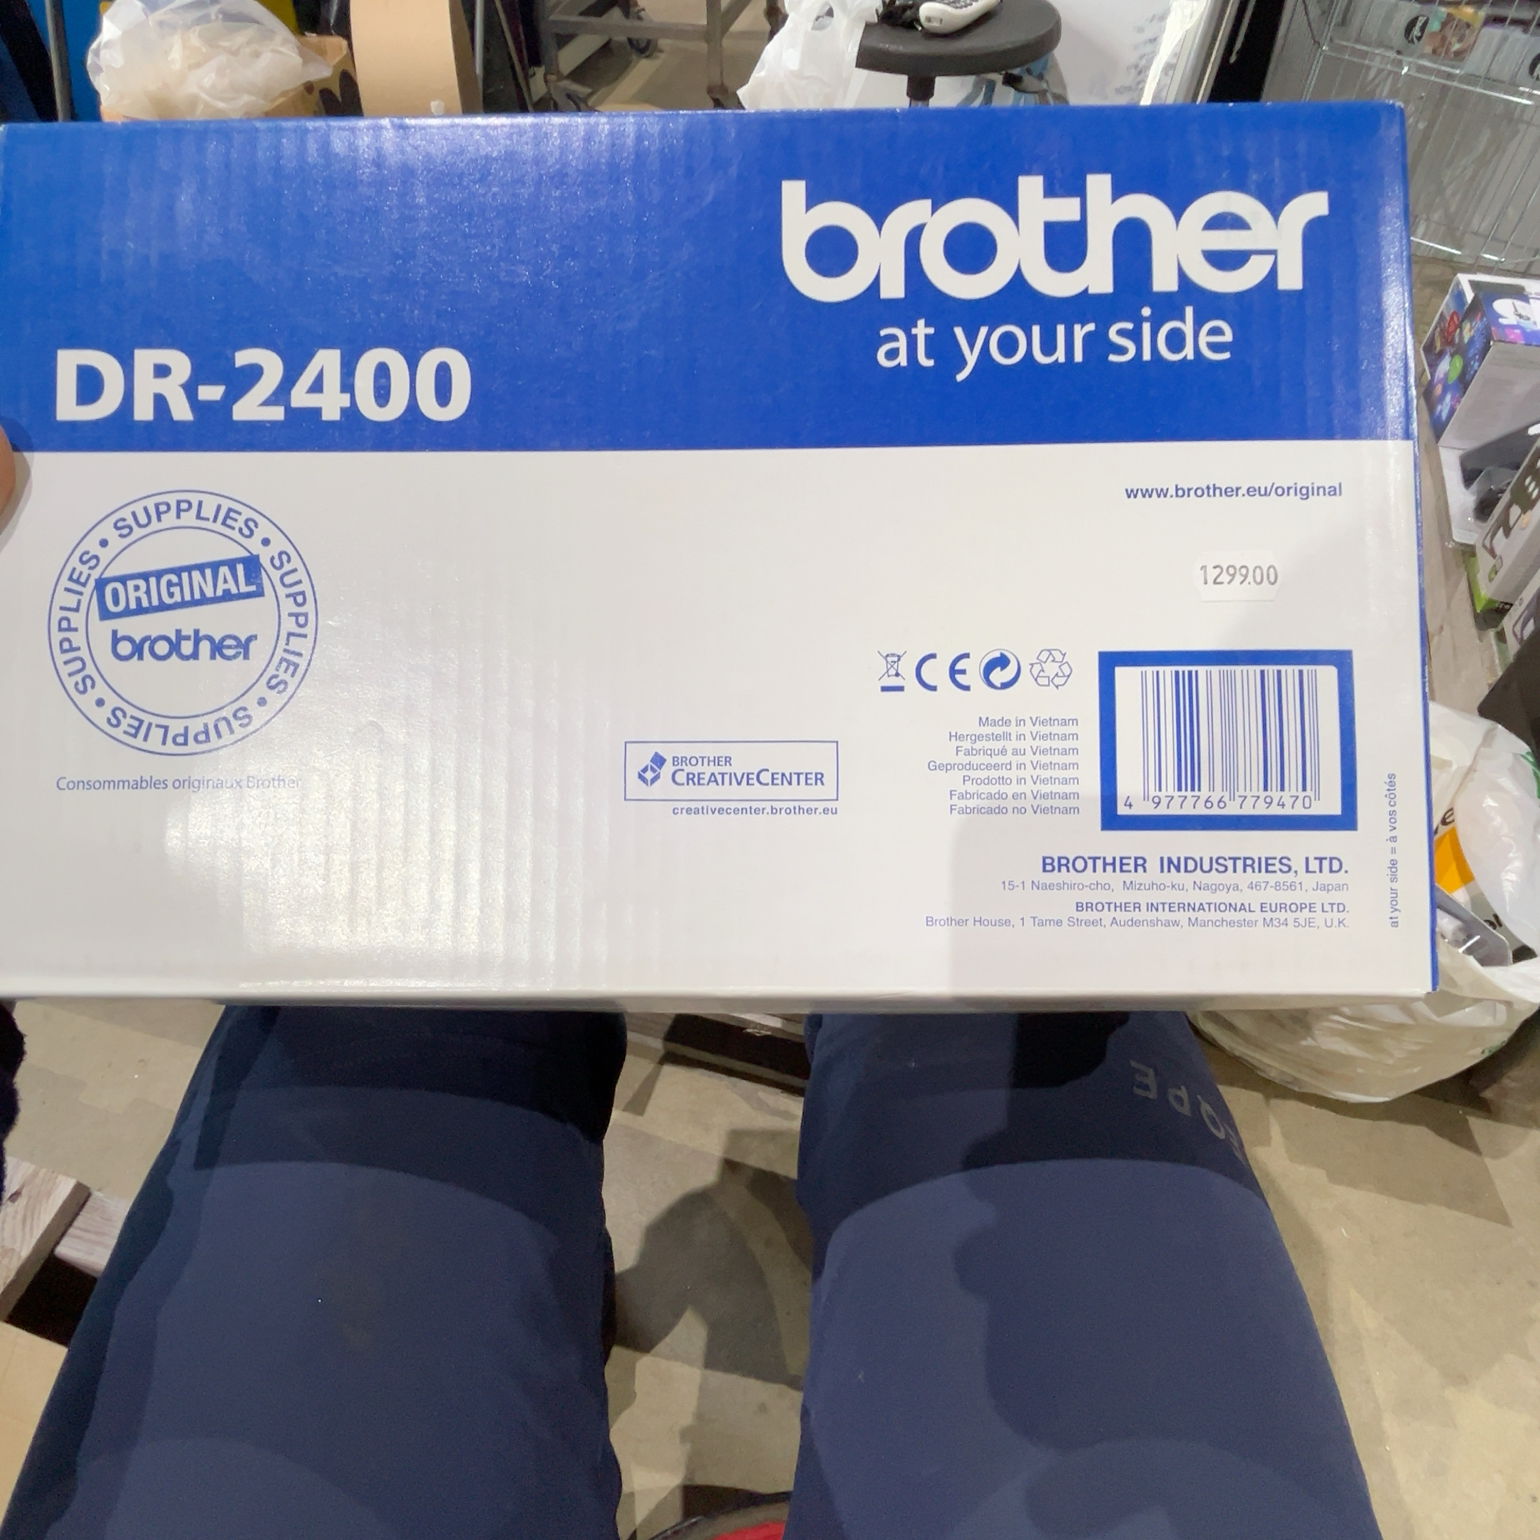 brother
at your side
DR-2400
www.brother.eu/original
SUPPLIES • SUPPLIES • SUPPLIES • SUPPLIES •
ORIGINAL
brother
Consommables originaux Brother
1299.00
CE
BROTHER
CREATIVECENTER
creativecenter.brother.eu
Made in Vietnam
Hergestellt in Vietnam
Fabriqué au Vietnam
Geproduceerd in Vietnam
Prodotto in Vietnam
Fabricado en Vietnam
Fabricado no Vietnam
4 977766 779470
BROTHER INDUSTRIES, LTD.
15-1 Naeshiro-cho, Mizuho-ku, Nagoya, 467-8561, Japan
BROTHER INTERNATIONAL EUROPE LTD.
Brother House, 1 Tame Street, Audenshaw, Manchester M34 5JE, U.K.
at your side = à vos côtés